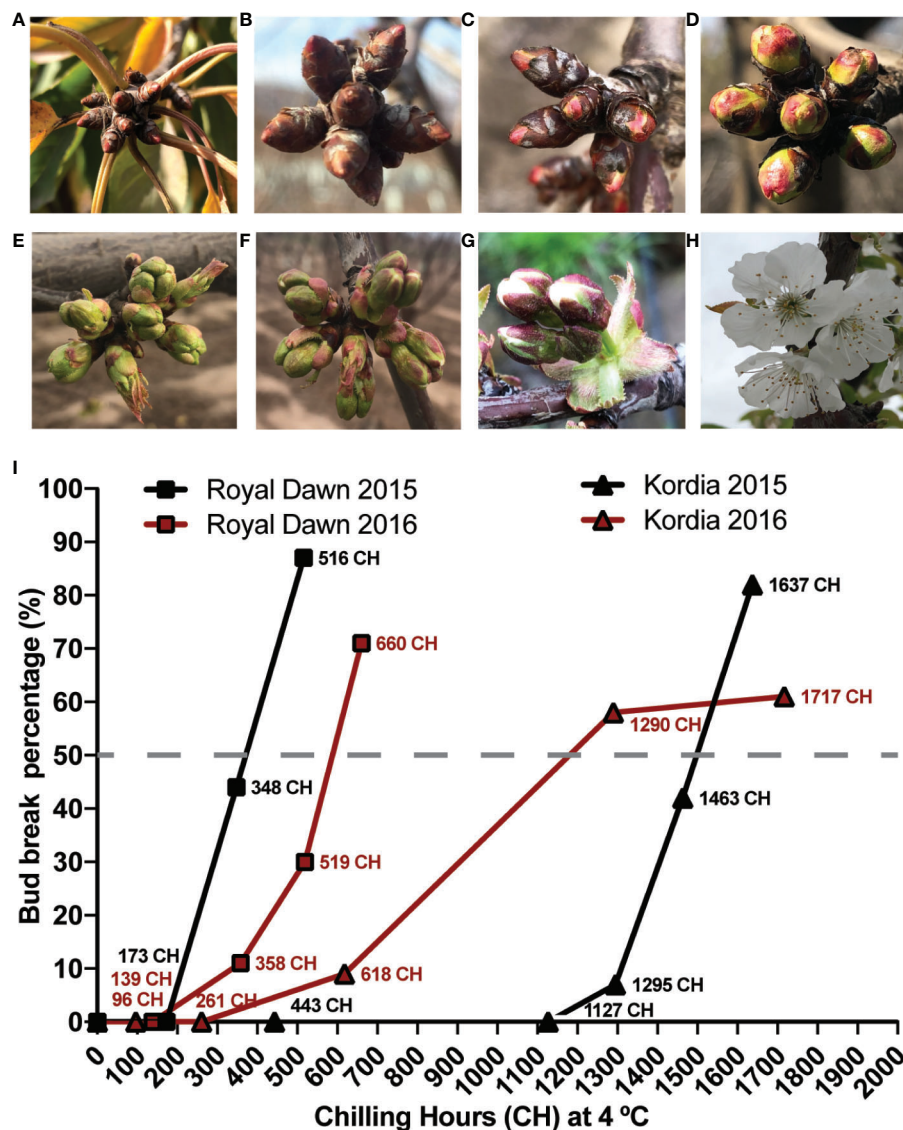 A
B
C
D
E
F
G
H
I
Royal Dawn 2015
Royal Dawn 2016
Kordia 2015
Kordia 2016
Bud break percentage (%)
100
90
80
70
60
50
40
30
20
10
0
516 CH
1637 CH
660 CH
1717 CH
1290 CH
348 CH
1463 CH
519 CH
173 CH
139 CH
96 CH
358 CH
261 CH
618 CH
443 CH
1295 CH
1127 CH
0 100 200 300 400 500 600 700 800 900 1000 1100 1200 1300 1400 1500 1600 1700 1800 1900 2000
Chilling Hours (CH) at 4 ºC